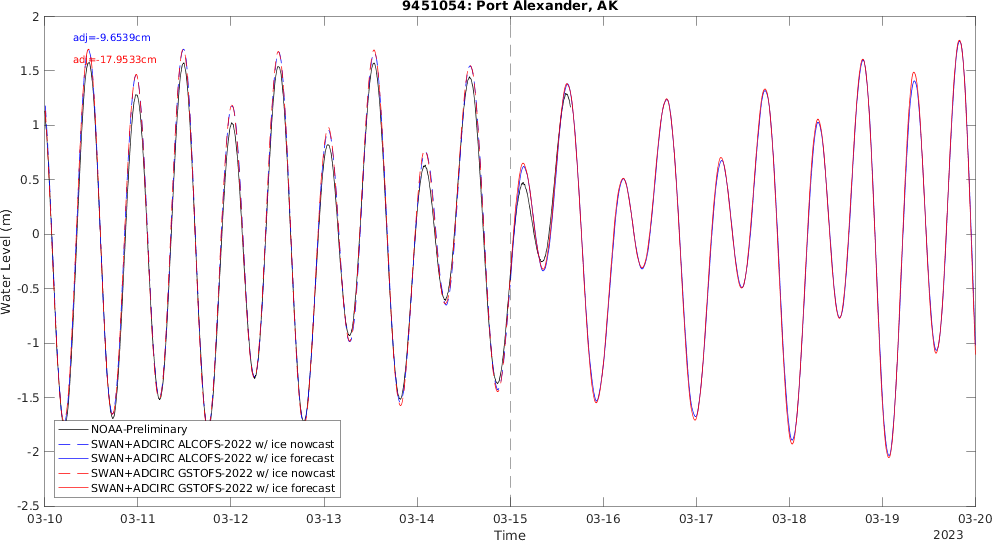 9451054: Port Alexander, AK
adj=-9.6539cm
adj=-17.9533cm
Water Level (m)
2
1.5
1
0.5
0
-0.5
-1
-1.5
-2
-2.5
NOAA-Preliminary
SWAN+ADCIRC ALCOFS-2022 w/ ice nowcast
SWAN+ADCIRC ALCOFS-2022 w/ ice forecast
SWAN+ADCIRC GSTOFS-2022 w/ ice nowcast
SWAN+ADCIRC GSTOFS-2022 w/ ice forecast
03-10 03-11 03-12 03-13 03-14 03-15 03-16 03-17 03-18 03-19 03-20
Time
2023